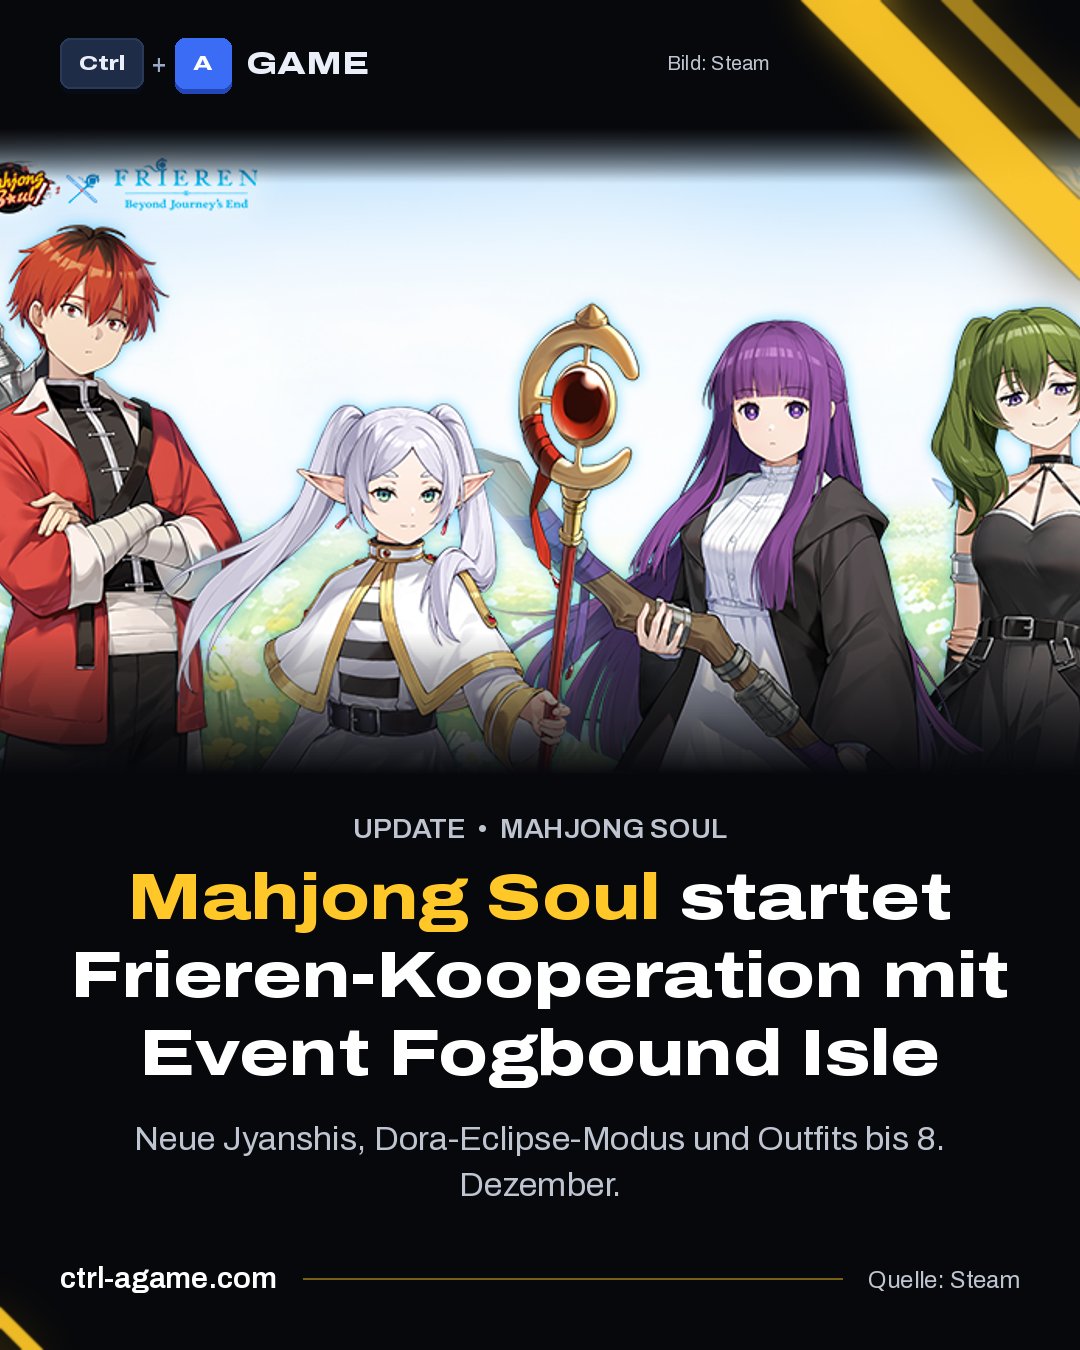 Ctrl + A GAME
Bild: Steam
FRIEREN
Beyond Journey's End
UPDATE • MAHJONG SOUL
Mahjong Soul startet
Frieren-Kooperation mit
Event Fogbound Isle
Neue Jyanshis, Dora-Eclipse-Modus und Outfits bis 8.
Dezember.
ctrl-agame.com
Quelle: Steam